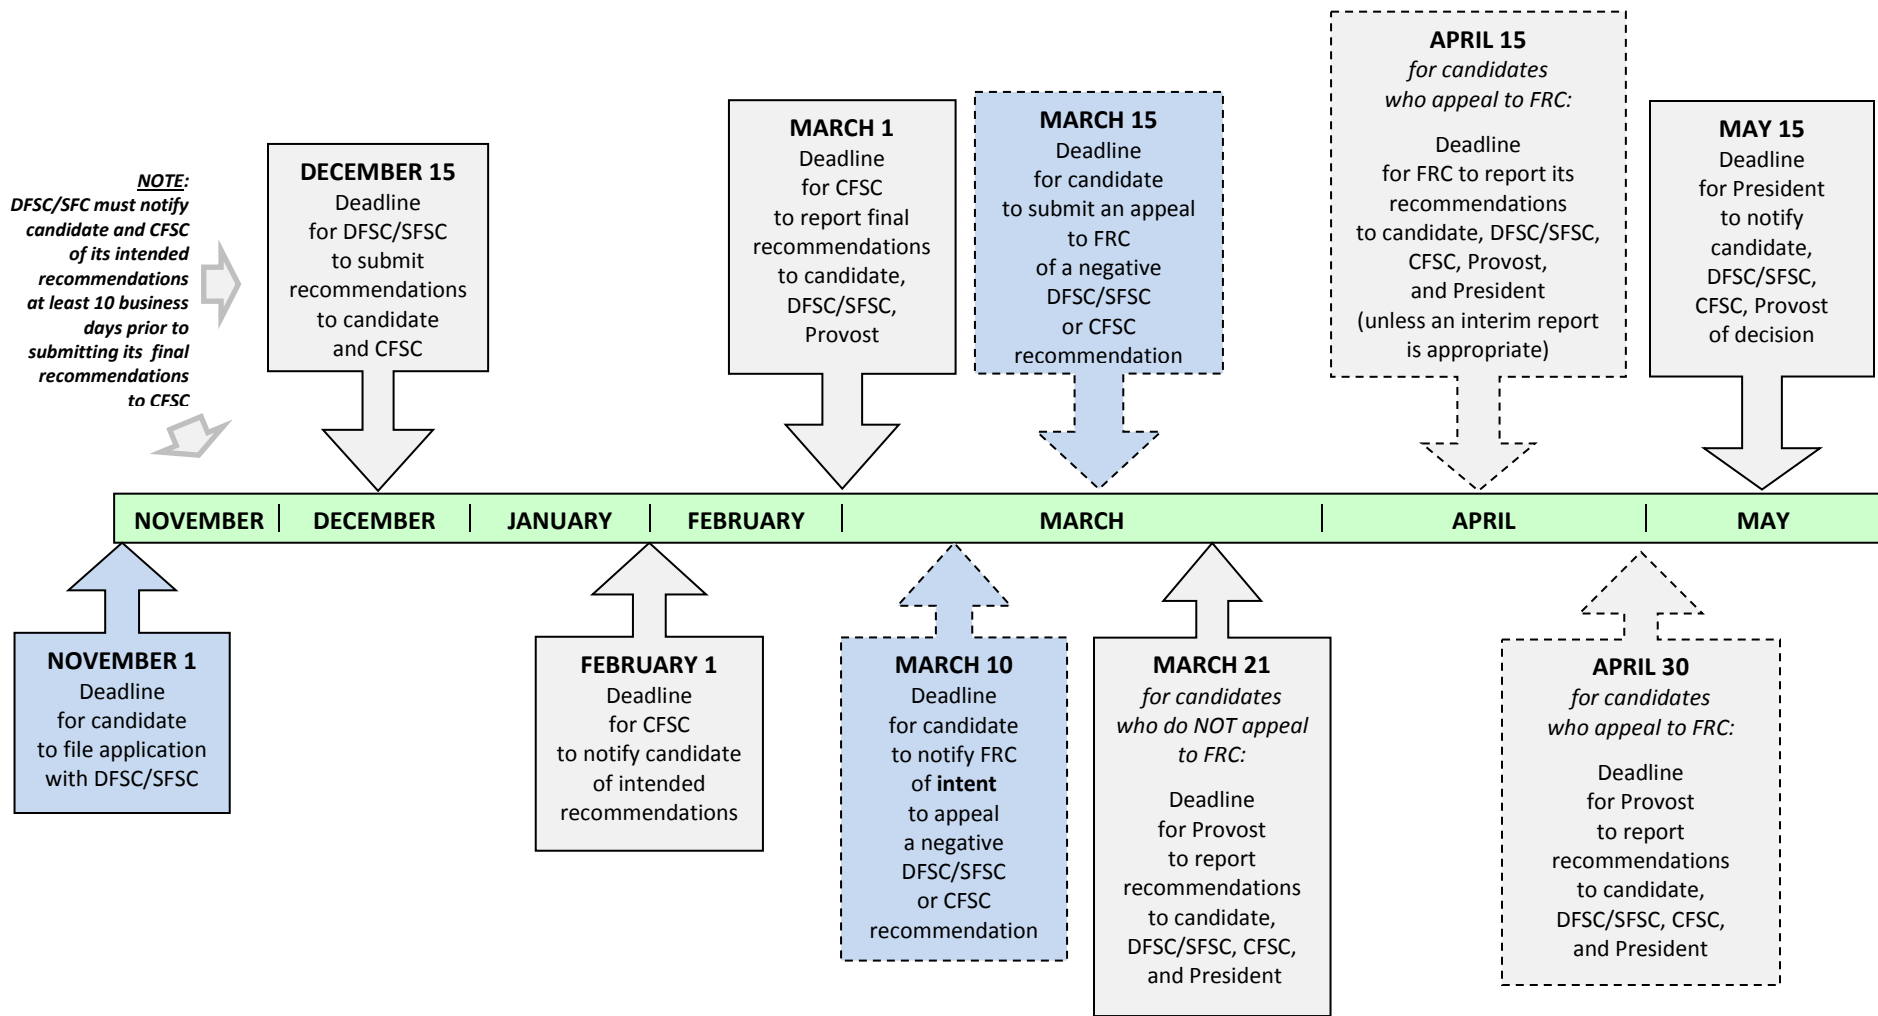 NOTE:
DFSC/SFC must notify
candidate and CFSC
of its intended
recommendations
at least 10 business
days prior to
submitting its final
recommendations
to CFSC
DECEMBER 15
Deadline
for DFSC/SFSC
to submit
recommendations
to candidate
and CFSC
MARCH 1
Deadline
for CFSC
to report final
recommendations
to candidate,
DFSC/SFSC,
Provost
MARCH 15
Deadline
for candidate
to submit an appeal
to FRC
of a negative
DFSC/SFSC
or CFSC
recommendation
APRIL 15
for candidates
who appeal to FRC:
Deadline
for FRC to report its
recommendations
to candidate, DFSC/SFSC,
CFSC, Provost,
and President
(unless an interim report
is appropriate)
MAY 15
Deadline
for President
to notify
candidate,
DFSC/SFSC,
CFSC, Provost
of decision
NOVEMBER DECEMBER JANUARY FEBRUARY MARCH APRIL MAY
NOVEMBER 1
Deadline
for candidate
to file application
with DFSC/SFSC
FEBRUARY 1
Deadline
for CFSC
to notify candidate
of intended
recommendations
MARCH 10
Deadline
for candidate
to notify FRC
of intent
to appeal
a negative
DFSC/SFSC
or CFSC
recommendation
MARCH 21
for candidates
who do NOT appeal
to FRC:
Deadline
for Provost
to report
recommendations
to candidate,
DFSC/SFSC, CFSC,
and President
APRIL 30
for candidates
who appeal to FRC:
Deadline
for Provost
to report
recommendations
to candidate,
DFSC/SFSC, CFSC,
and President